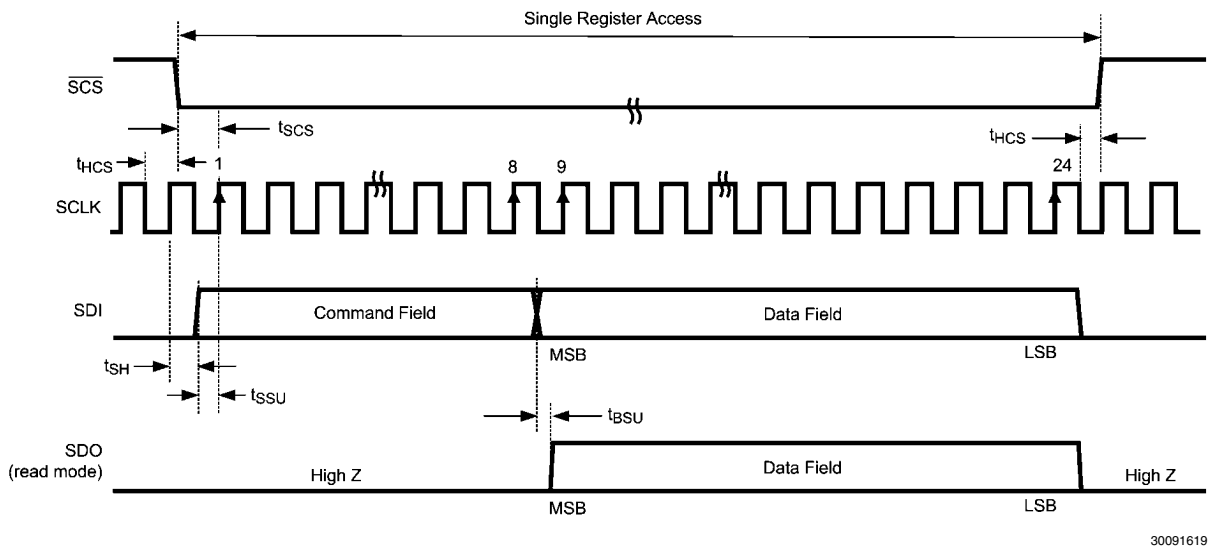 Single Register Access
SCS
tSCS
tHCS
tHCS
1
8
9
24
SCLK
SDI
Command Field
Data Field
MSB
LSB
tSH
tSSU
tBSU
SDO
(read mode)
High Z
Data Field
High Z
MSB
LSB
30091619